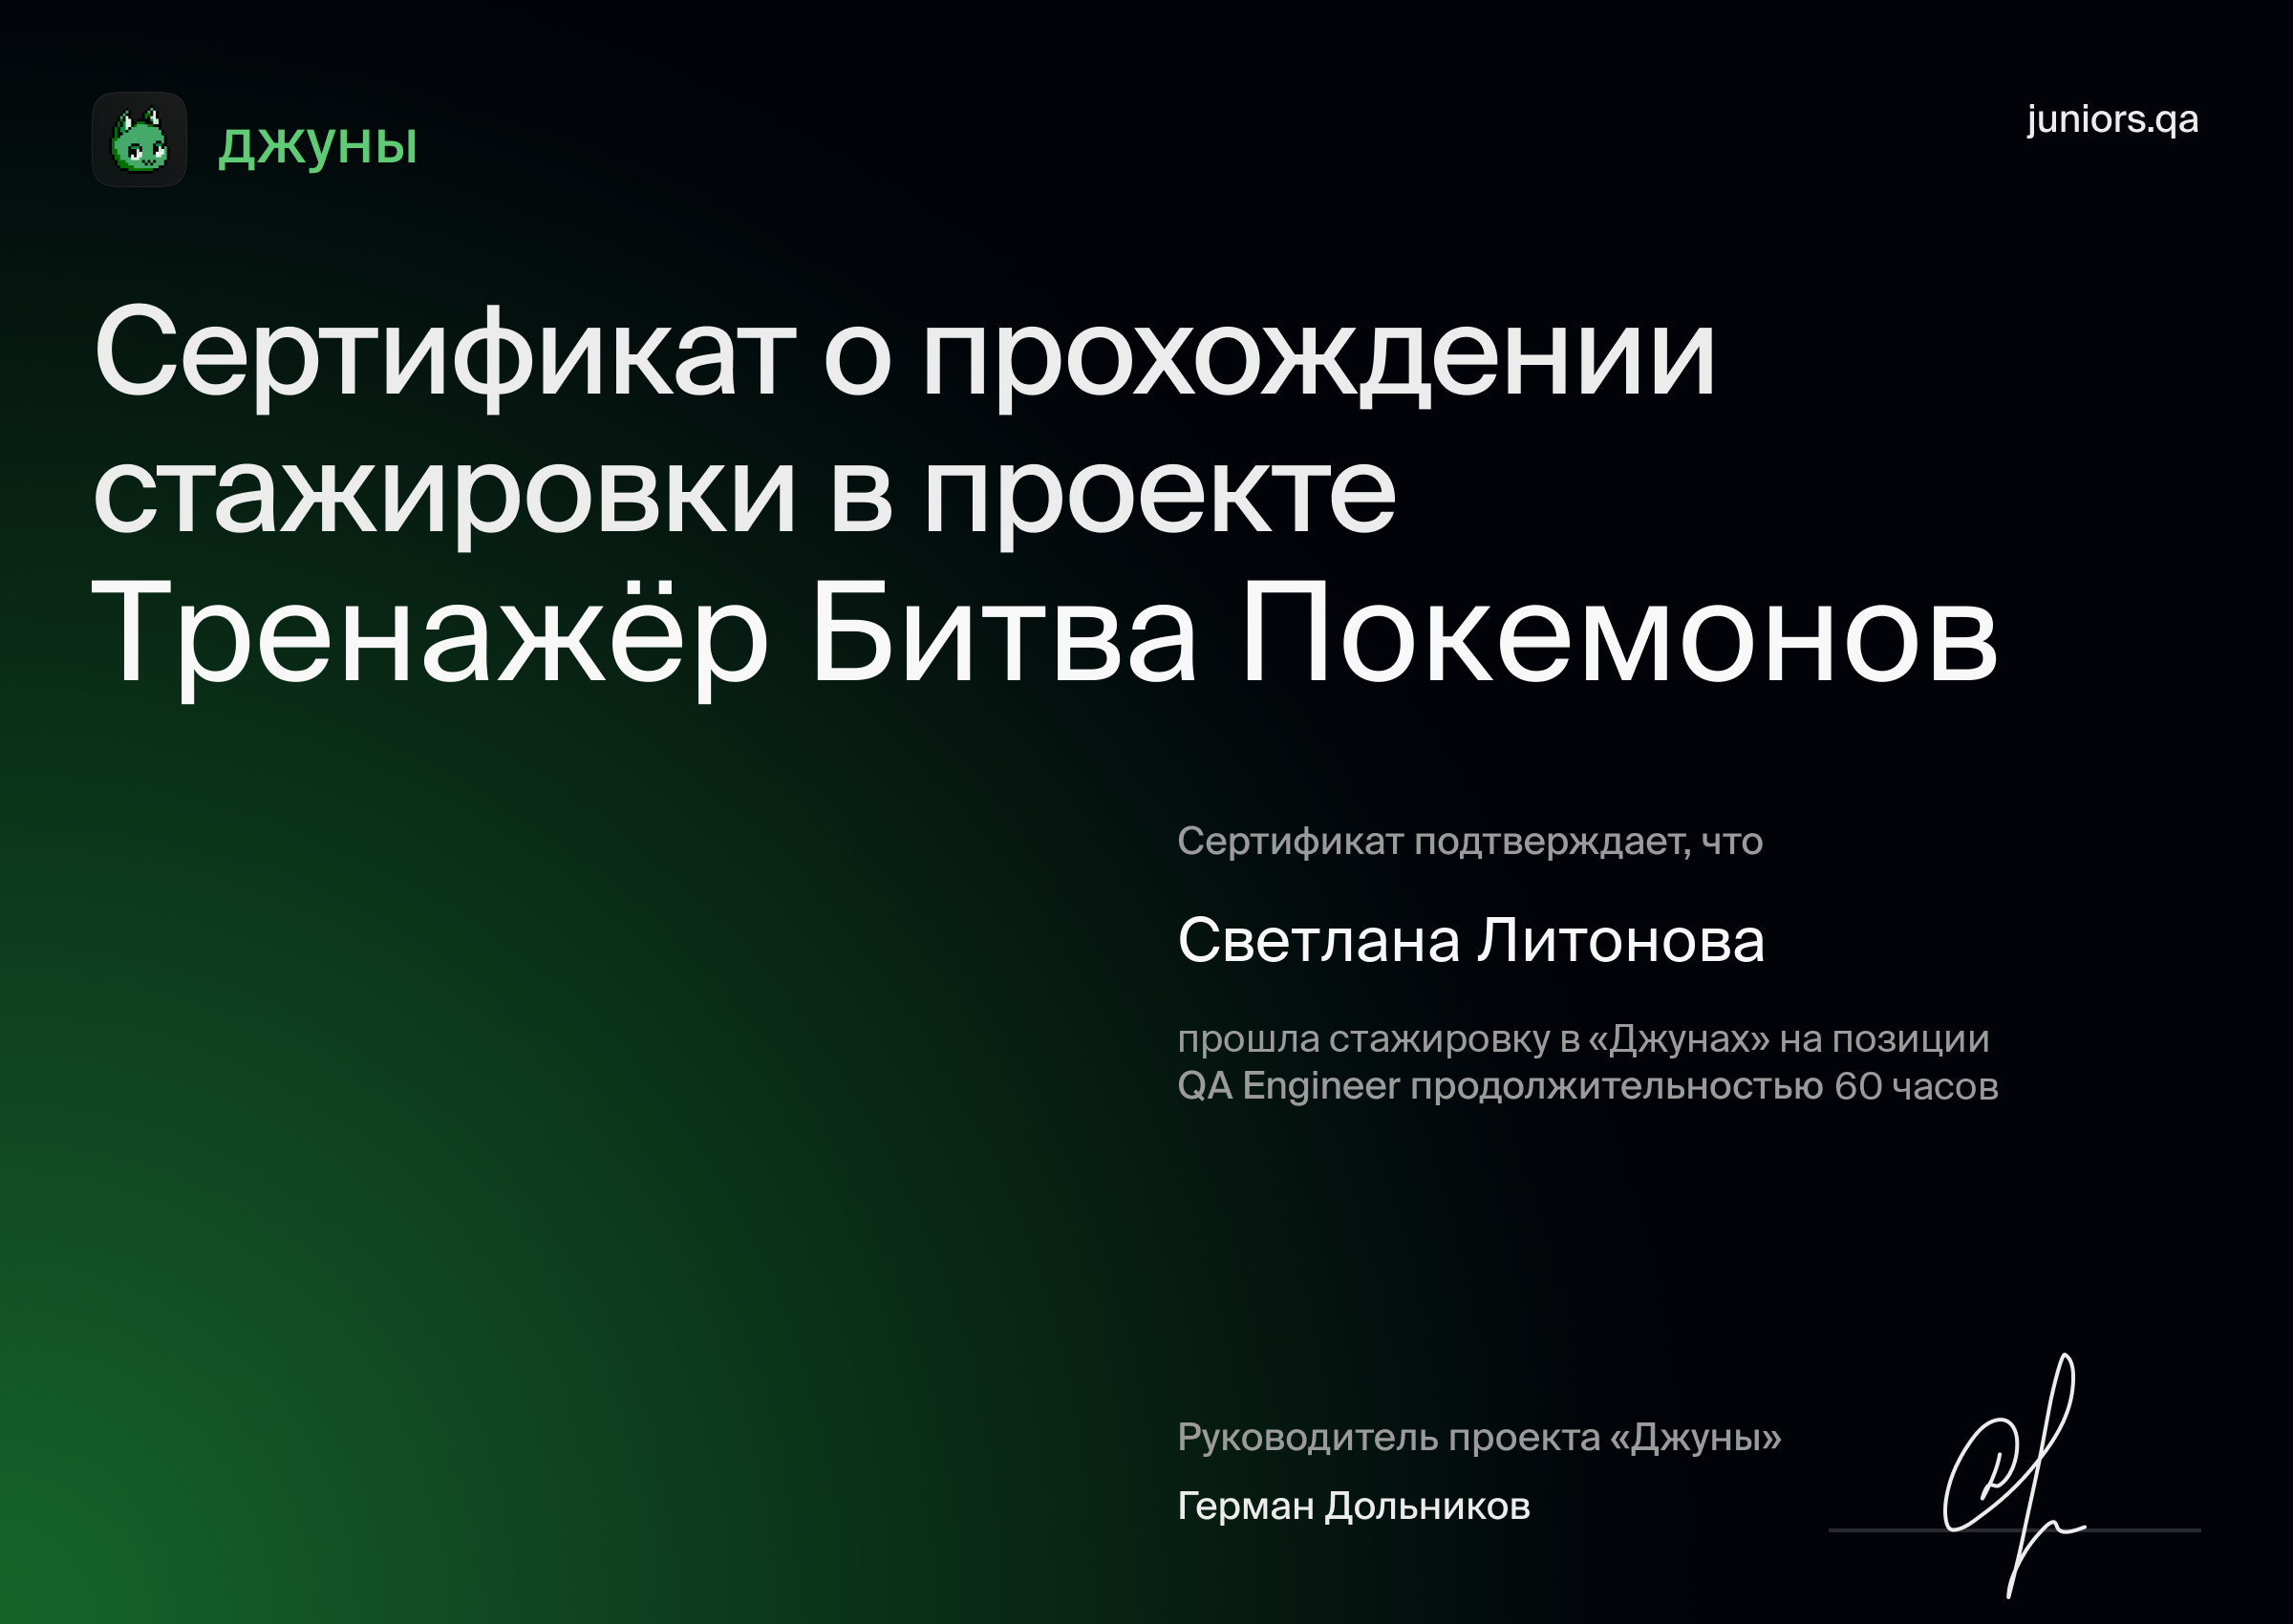 джуны
juniors.qa
Сертификат о прохождении
стажировки в проекте
Тренажёр Битва Покемонов
Сертификат подтверждает, что
Светлана Литонова
прошла стажировку в «Джунах» на позиции
QA Engineer продолжительностью 60 часов
Руководитель проекта «Джуны»
Герман Дольников